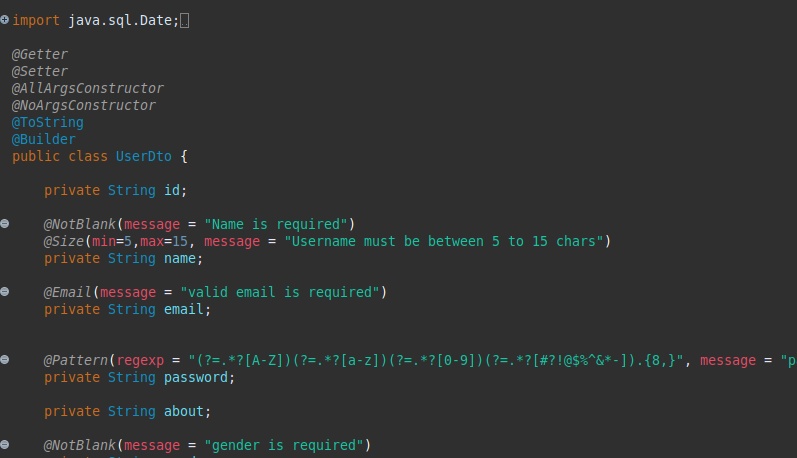 import java.sql.Date;
@Getter
@Setter
@AllArgsConstructor
@NoArgsConstructor
@ToString
@Builder
public class UserDto {
private String id;
@NotBlank(message = "Name is required")
@Size(min=5,max=15, message = "Username must be between 5 to 15 chars")
private String name;
@Email(message = "valid email is required")
private String email;
@Pattern(regexp = "(?=.*?[A-Z])(?=.*?[a-z])(?=.*?[0-9])(?=.*?[#?!@$%^&*-]).{8,}", message = "p
private String password;
private String about;
@NotBlank(message = "gender is required")